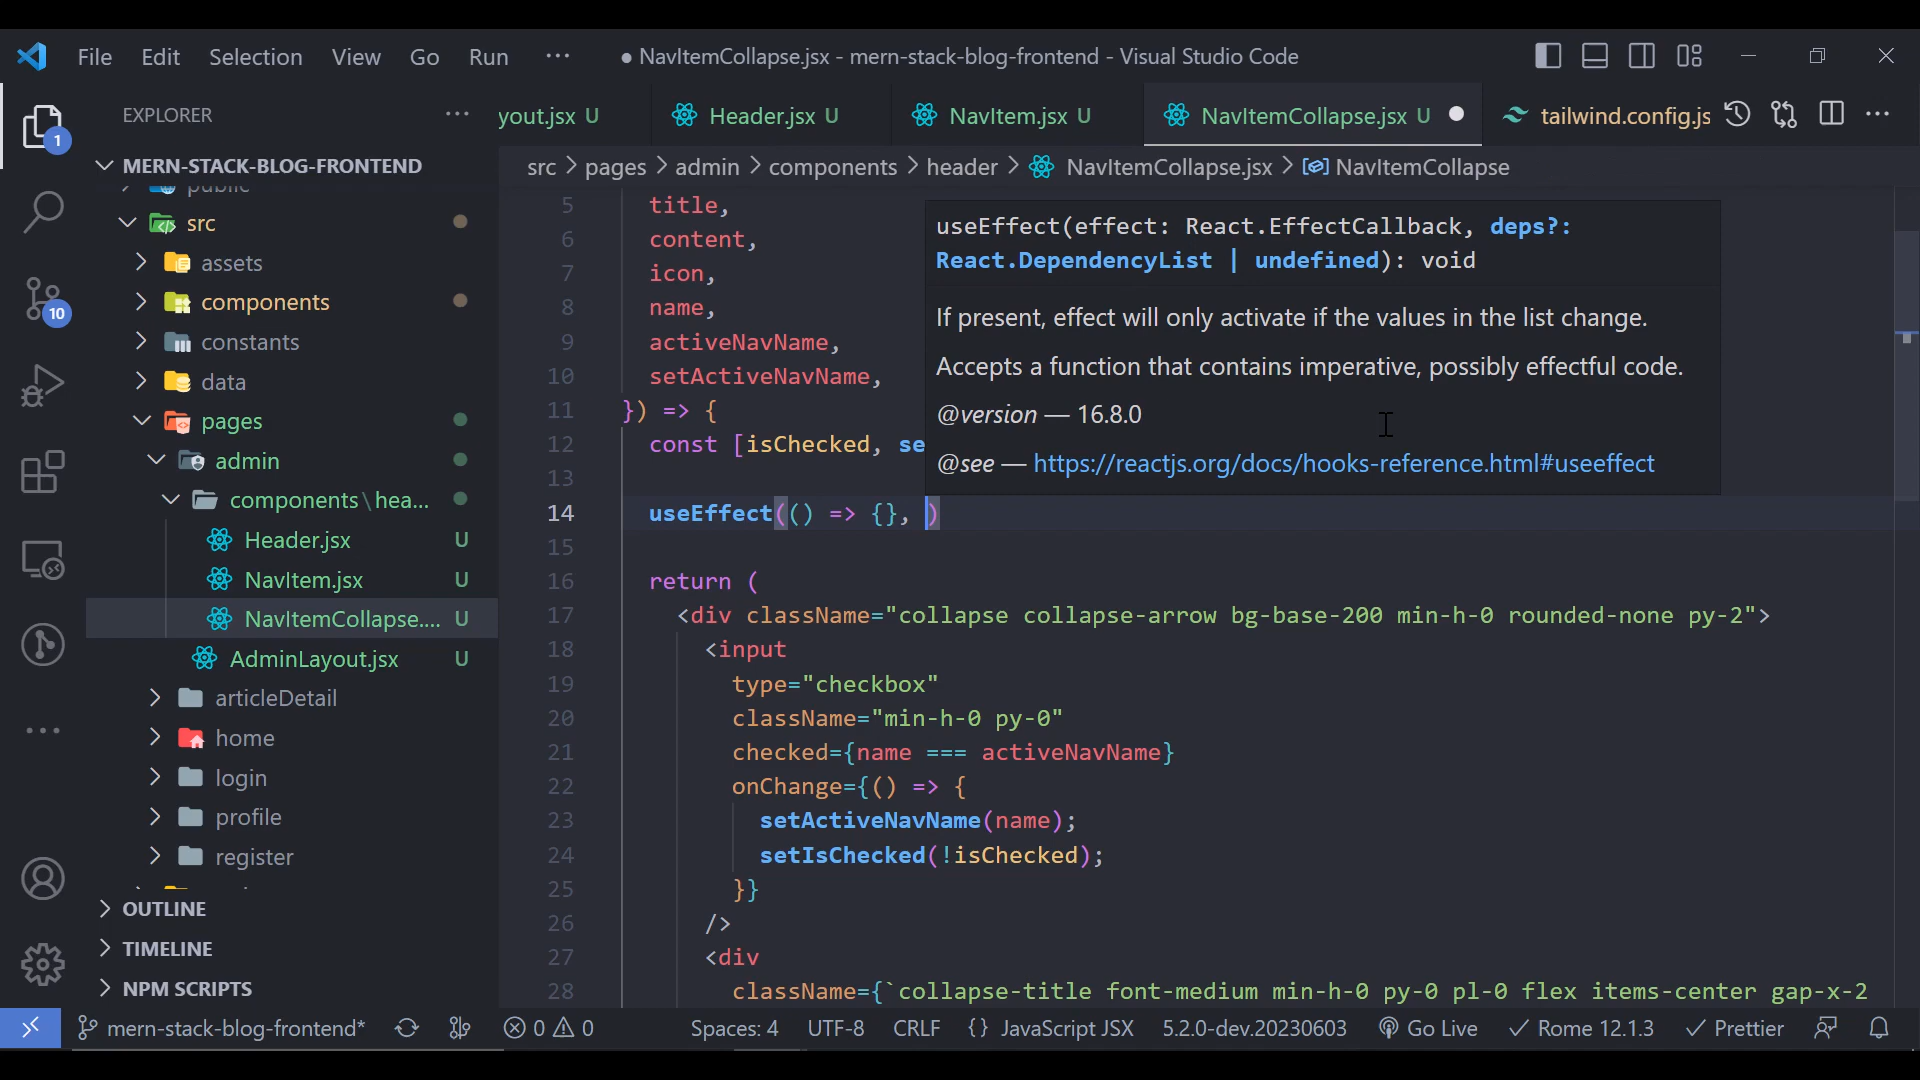 File Edit Selection View Go Run ··· ● NavItemCollapse.jsx - mern-stack-blog-frontend - Visual Studio Code
EXPLORER ···
yout.jsx U Header.jsx U NavItem.jsx U NavItemCollapse.jsx U tailwind.config.js ···
1
MERN-STACK-BLOG-FRONTEND
src > pages > admin > components > header > NavItemCollapse.jsx > NavItemCollapse
public
src
assets
components
10
constants
data
pages
admin
components\hea...
Header.jsx U
NavItem.jsx U
NavItemCollapse.... U
AdminLayout.jsx U
articleDetail
home
login
profile
register
OUTLINE
TIMELINE
NPM SCRIPTS
5 title,
6 content,
7 icon,
8 name,
9 activeNavName,
10 setActiveNavName,
11 }) => {
12 const [isChecked, se
13
14 useEffect(() => {}, )
15
16 return (
17 <div className="collapse collapse-arrow bg-base-200 min-h-0 rounded-none py-2">
18 <input
19 type="checkbox"
20 className="min-h-0 py-0"
21 checked={name === activeNavName}
22 onChange={() => {
23 setActiveNavName(name);
24 setIsChecked(!isChecked);
25 }}
26 />
27 <div
28 className={`collapse-title font-medium min-h-0 py-0 pl-0 flex items-center gap-x-2
useEffect(effect: React.EffectCallback, deps?:
React.DependencyList | undefined): void
If present, effect will only activate if the values in the list change.
Accepts a function that contains imperative, possibly effectful code.
@version — 16.8.0
@see — https://reactjs.org/docs/hooks-reference.html#useeffect
mern-stack-blog-frontend* 0 0 Spaces: 4 UTF-8 CRLF {} JavaScript JSX 5.2.0-dev.20230603 Go Live Rome 12.1.3 Prettier